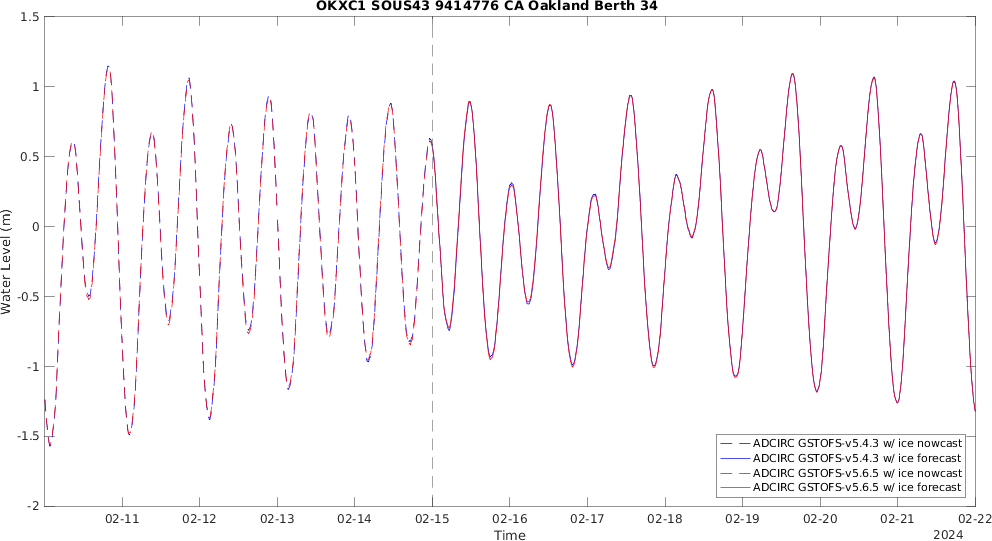 OKXC1 SOUS43 9414776 CA Oakland Berth 34
1.5
1
0.5
0
-0.5
-1
-1.5
-2
Water Level (m)
ADCIRC GSTOFS-v5.4.3 w/ ice nowcast
ADCIRC GSTOFS-v5.4.3 w/ ice forecast
ADCIRC GSTOFS-v5.6.5 w/ ice nowcast
ADCIRC GSTOFS-v5.6.5 w/ ice forecast
02-11 02-12 02-13 02-14 02-15 02-16 02-17 02-18 02-19 02-20 02-21 02-22
Time
2024